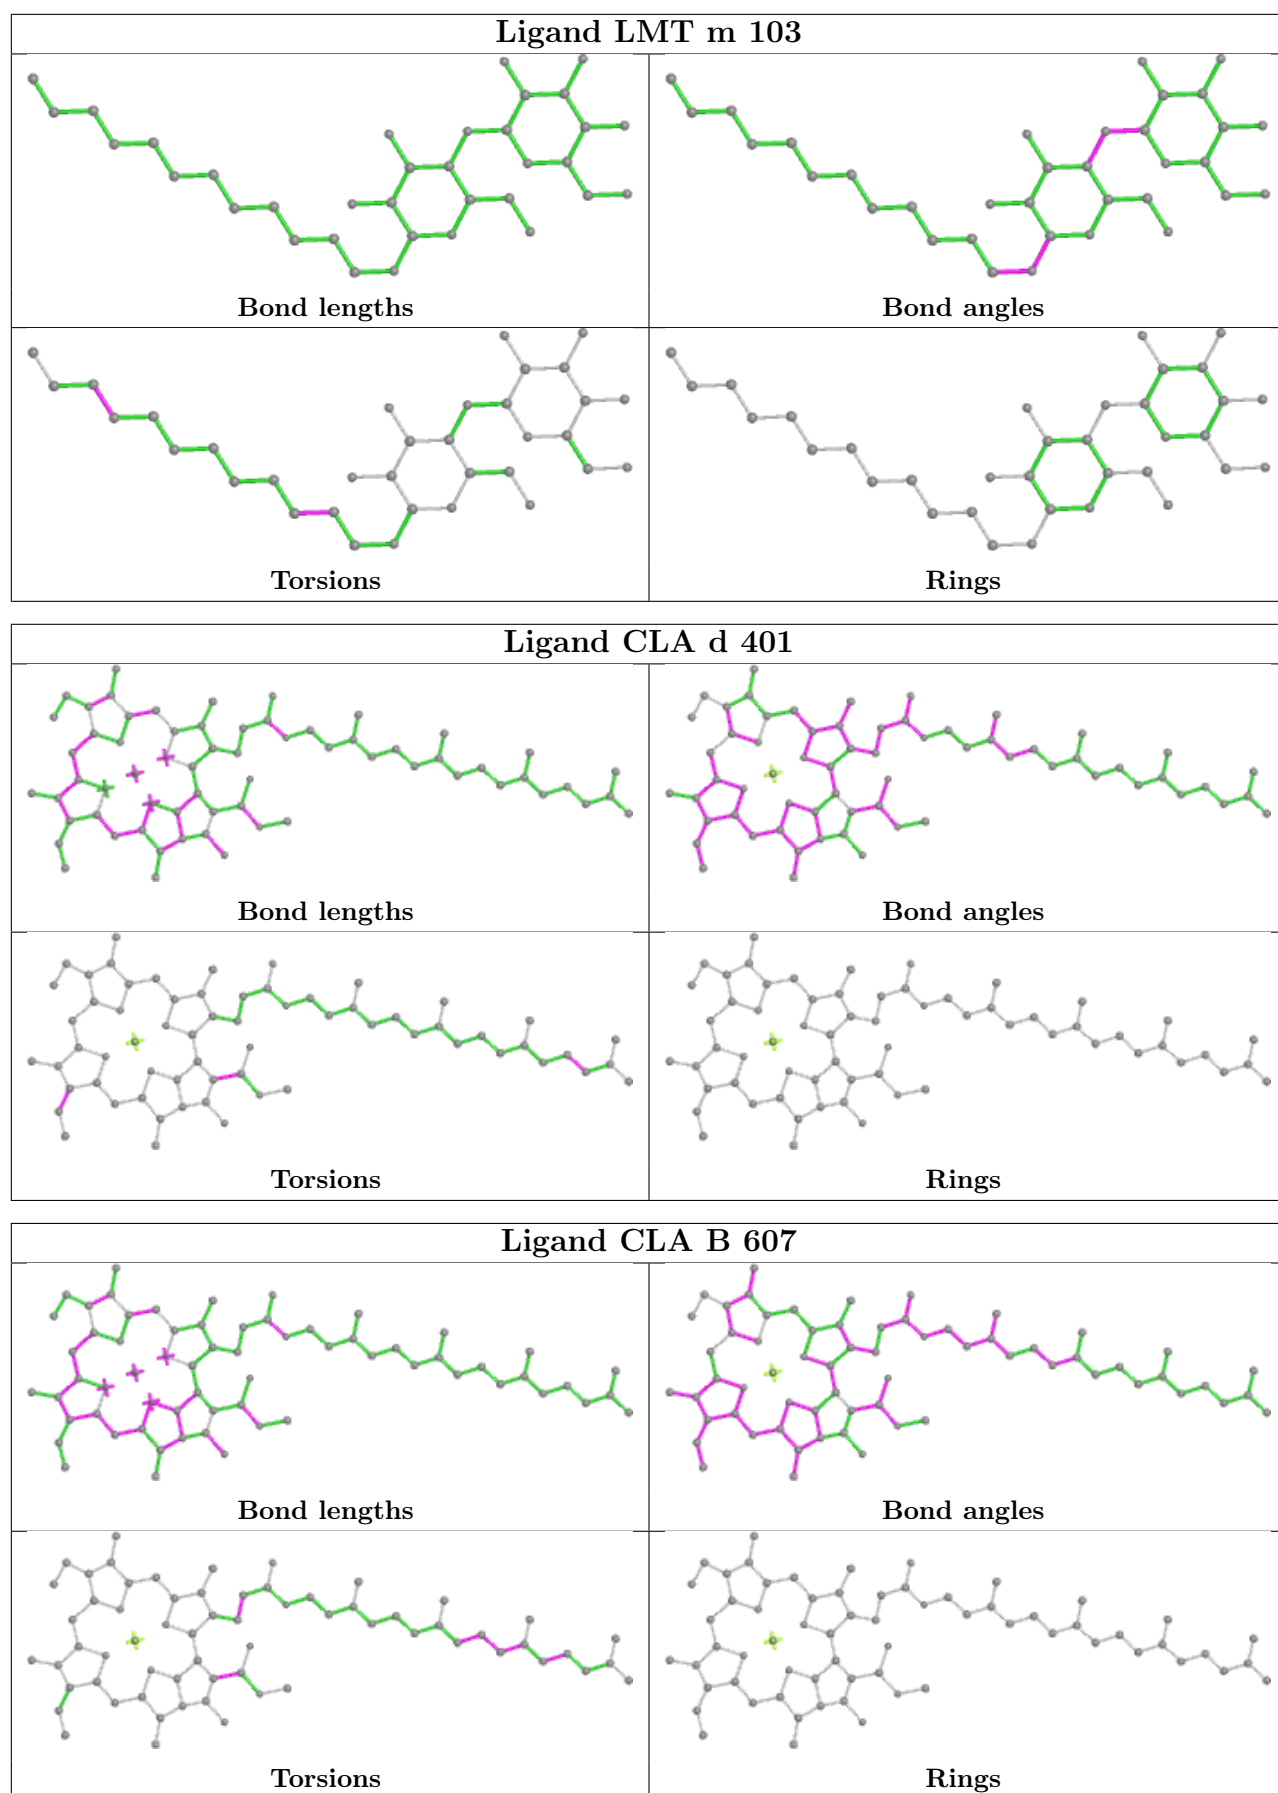 Ligand LMT m 103
Bond lengths
Bond angles
Torsions
Rings
Ligand CLA d 401
Bond lengths
Bond angles
Torsions
Rings
Ligand CLA B 607
Bond lengths
Bond angles
Torsions
Rings